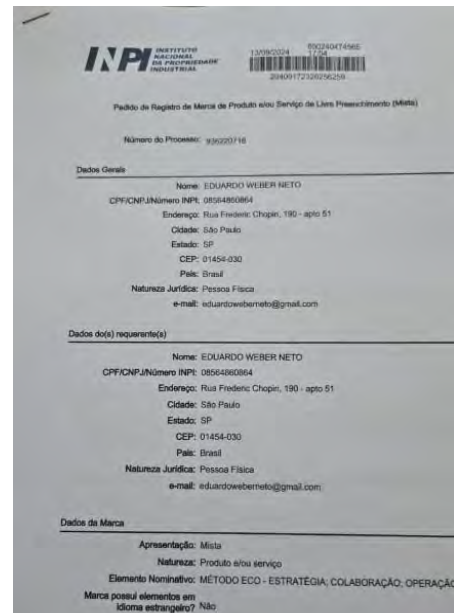 INPI INSTITUTO NACIONAL DA PROPRIEDADE INDUSTRIAL
13/09/2024 17:04
Pedido de Registro de Marca de Produto e/ou Serviço de Livre Preenchimento (Mista)
Número do Processo:
Dados Gerais
Nome: EDUARDO WEBER NETO
CPF/CNPJ/Número INPI: 08564860864
Endereço: Rua Frederic Chopin, 190 - apto 51
Cidade: São Paulo
Estado: SP
CEP: 01454-030
País: Brasil
Natureza Jurídica: Pessoa Física
e-mail: eduardoweberneto@gmail.com
Dados do(s) requerente(s)
Nome: EDUARDO WEBER NETO
CPF/CNPJ/Número INPI: 08564860864
Endereço: Rua Frederic Chopin, 190 - apto 51
Cidade: São Paulo
Estado: SP
CEP: 01454-030
País: Brasil
Natureza Jurídica: Pessoa Física
e-mail: eduardoweberneto@gmail.com
Dados da Marca
Apresentação: Mista
Natureza: Produto e/ou serviço
Elemento Nominativo: MÉTODO ECO - ESTRATÉGIA; COLABORAÇÃO; OPERAÇÃO
Marca possui elementos em
idioma estrangeiro? Não